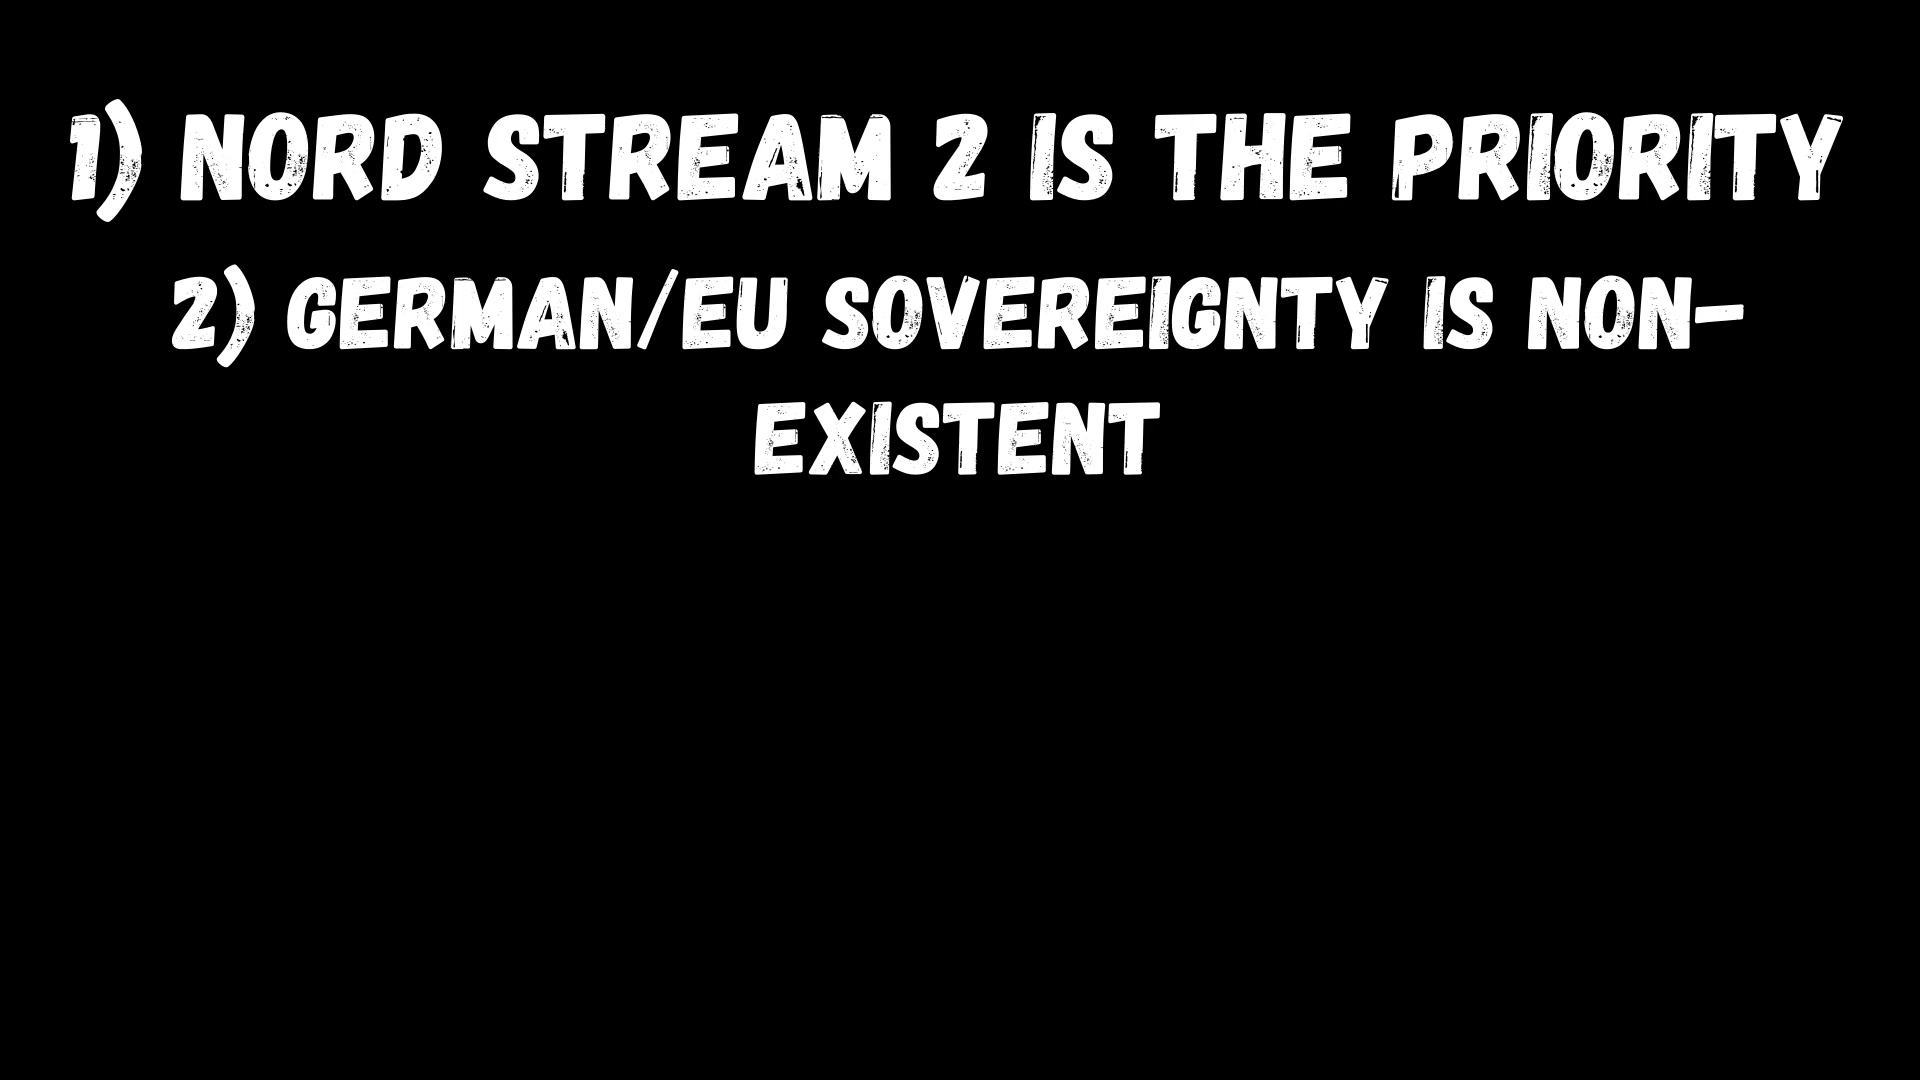 1) NORD STREAM 2 IS THE PRIORITY
2) GERMAN/EU SOVEREIGNTY IS NON-
EXISTENT